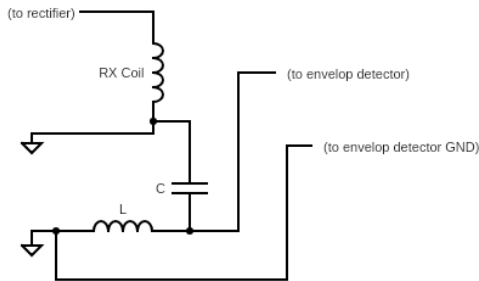 (to rectifier)
RX Coil
(to envelop detector)
(to envelop detector GND)
C
L